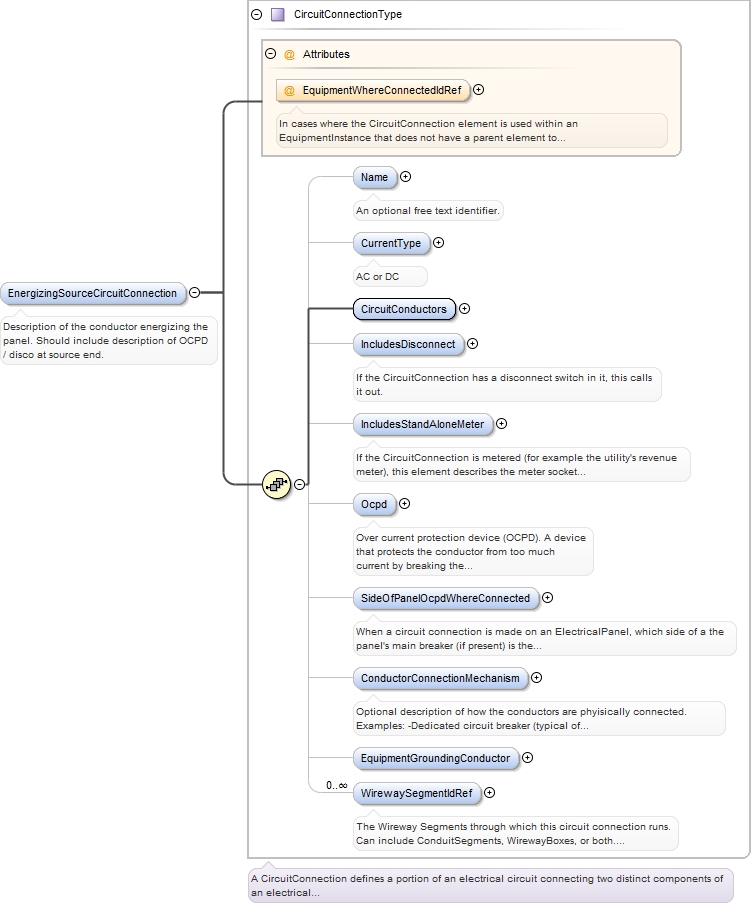 CircuitConnectionType
@ Attributes
@ EquipmentWhereConnectedIdRef
In cases where the CircuitConnection element is used within an
EquipmentInstance that does not have a parent element to...
Name
An optional free text identifier.
CurrentType
AC or DC
EnergizingSourceCircuitConnection
Description of the conductor energizing the
panel. Should include description of OCPD
/ disco at source end.
CircuitConductors
IncludesDisconnect
If the CircuitConnection has a disconnect switch in it, this calls
it out.
IncludesStandAloneMeter
If the CircuitConnection is metered (for example the utility's revenue
meter), this element describes the meter socket...
Ocpd
Over current protection device (OCPD). A device
that protects the conductor from too much
current by breaking the...
SideOfPanelOcpdWhereConnected
When a circuit connection is made on an ElectricalPanel, which side of a the
panel's main breaker (if present) is the...
ConductorConnectionMechanism
Optional description of how the conductors are phyisically connected.
Examples: -Dedicated circuit breaker (typical of...
EquipmentGroundingConductor
0..∞
WirewaySegmentIdRef
The Wireway Segments through which this circuit connection runs.
Can include ConduitSegments, WirewayBoxes, or both....
A CircuitConnection defines a portion of an electrical circuit connecting two distinct components of
an electrical...